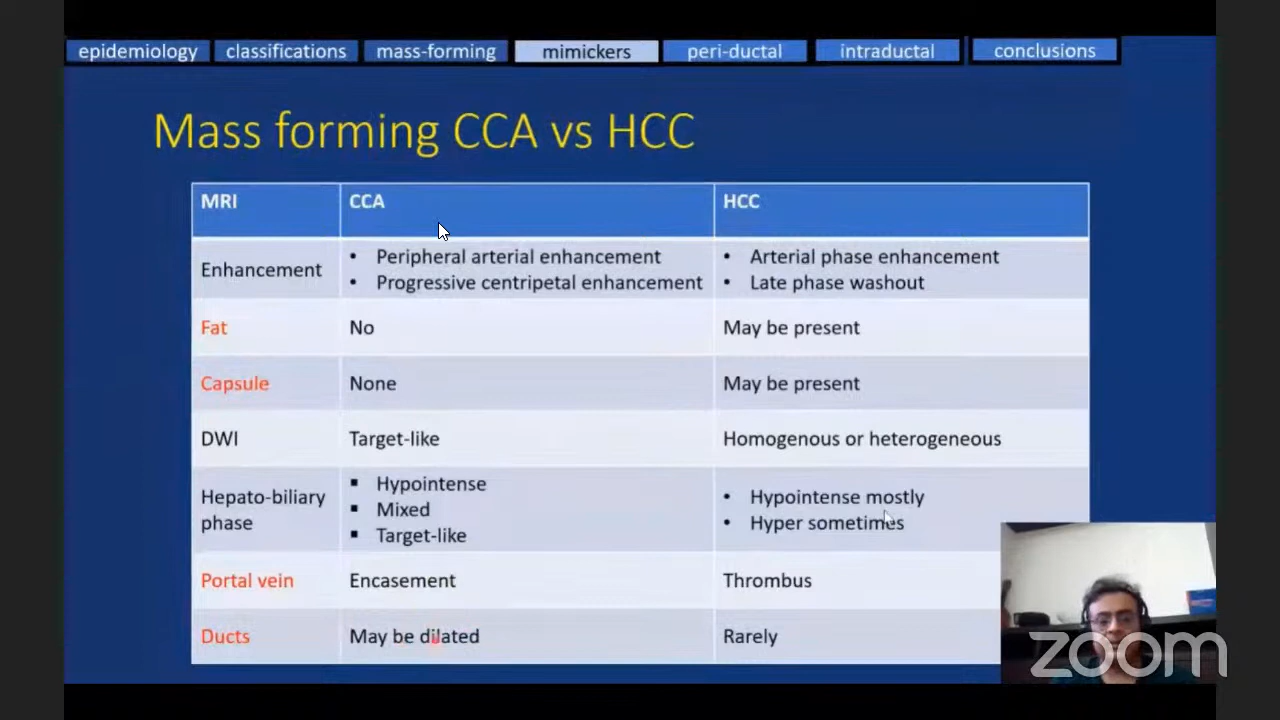 epidemiology classifications mass-forming mimickers peri-ductal intraductal conclusions
Mass forming CCA vs HCC
MRI CCA HCC
Enhancement
• Peripheral arterial enhancement
• Progressive centripetal enhancement
• Arterial phase enhancement
• Late phase washout
Fat No May be present
Capsule None May be present
DWI Target-like Homogenous or heterogeneous
Hepato-biliary
phase
▪ Hypointense
▪ Mixed
▪ Target-like
• Hypointense mostly
• Hyper sometimes
Portal vein Encasement Thrombus
Ducts May be dilated Rarely
zoom